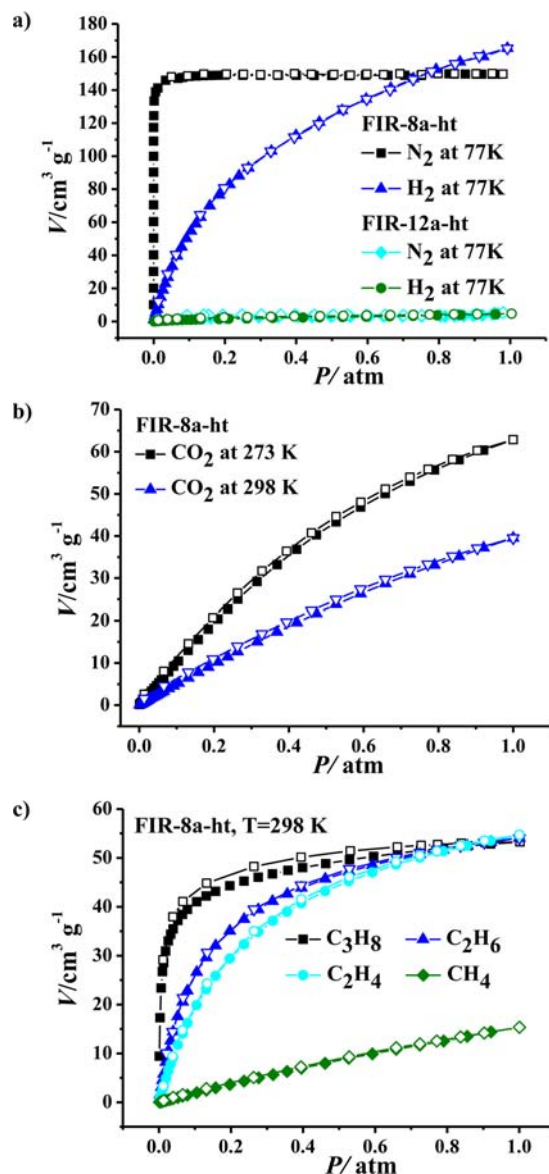 a)
180
160
140
120
100
80
60
40
20
0
V/cm³ g⁻¹
FIR-8a-ht
N₂ at 77K
H₂ at 77K
FIR-12a-ht
N₂ at 77K
H₂ at 77K
0.0 0.2 0.4 0.6 0.8 1.0
P/ atm
b)
70
60
50
40
30
20
10
0
V/cm³ g⁻¹
FIR-8a-ht
CO₂ at 273 K
CO₂ at 298 K
0.0 0.2 0.4 0.6 0.8 1.0
P/ atm
c)
60
50
40
30
20
10
0
V/cm³ g⁻¹
FIR-8a-ht, T=298 K
C₃H₈ C₂H₆
C₂H₄ CH₄
0.0 0.2 0.4 0.6 0.8 1.0
P/ atm